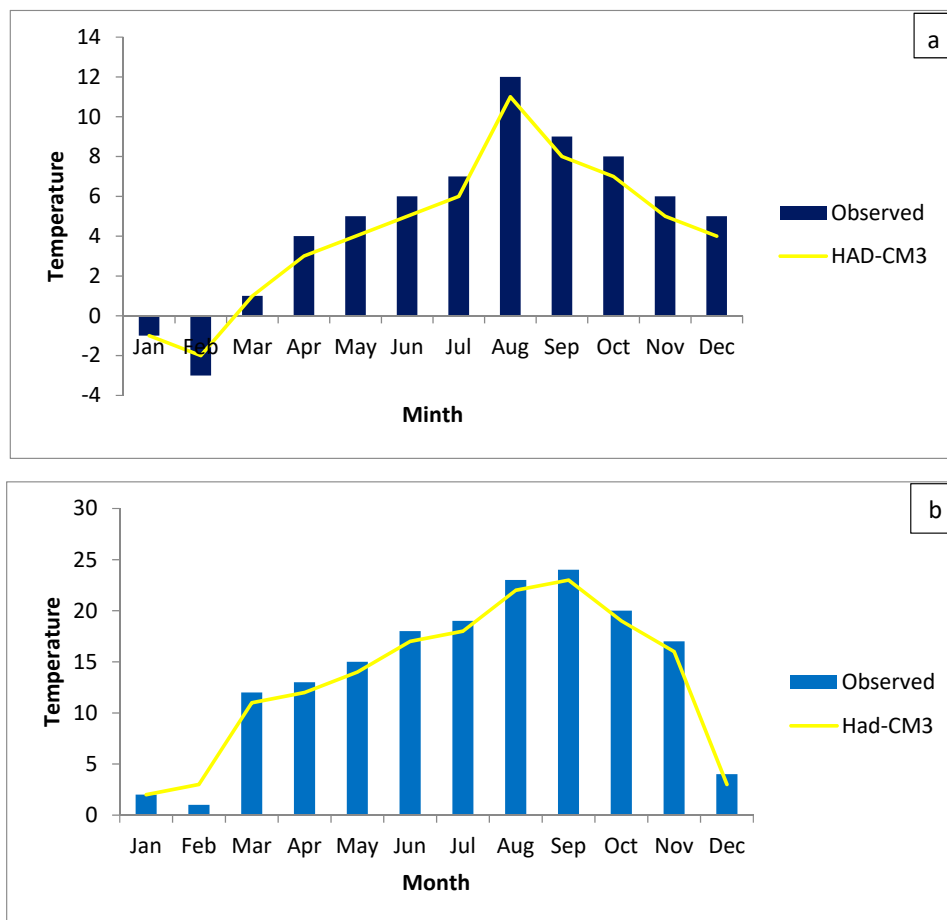 a
14
12
10
8
6
4
2
0
-2
-4
Temperature
Jan Feb Mar Apr May Jun Jul Aug Sep Oct Nov Dec
Minth
Observed
HAD-CM3
b
30
25
20
15
10
5
0
Temperature
Jan Feb Mar Apr May Jun Jul Aug Sep Oct Nov Dec
Month
Observed
Had-CM3